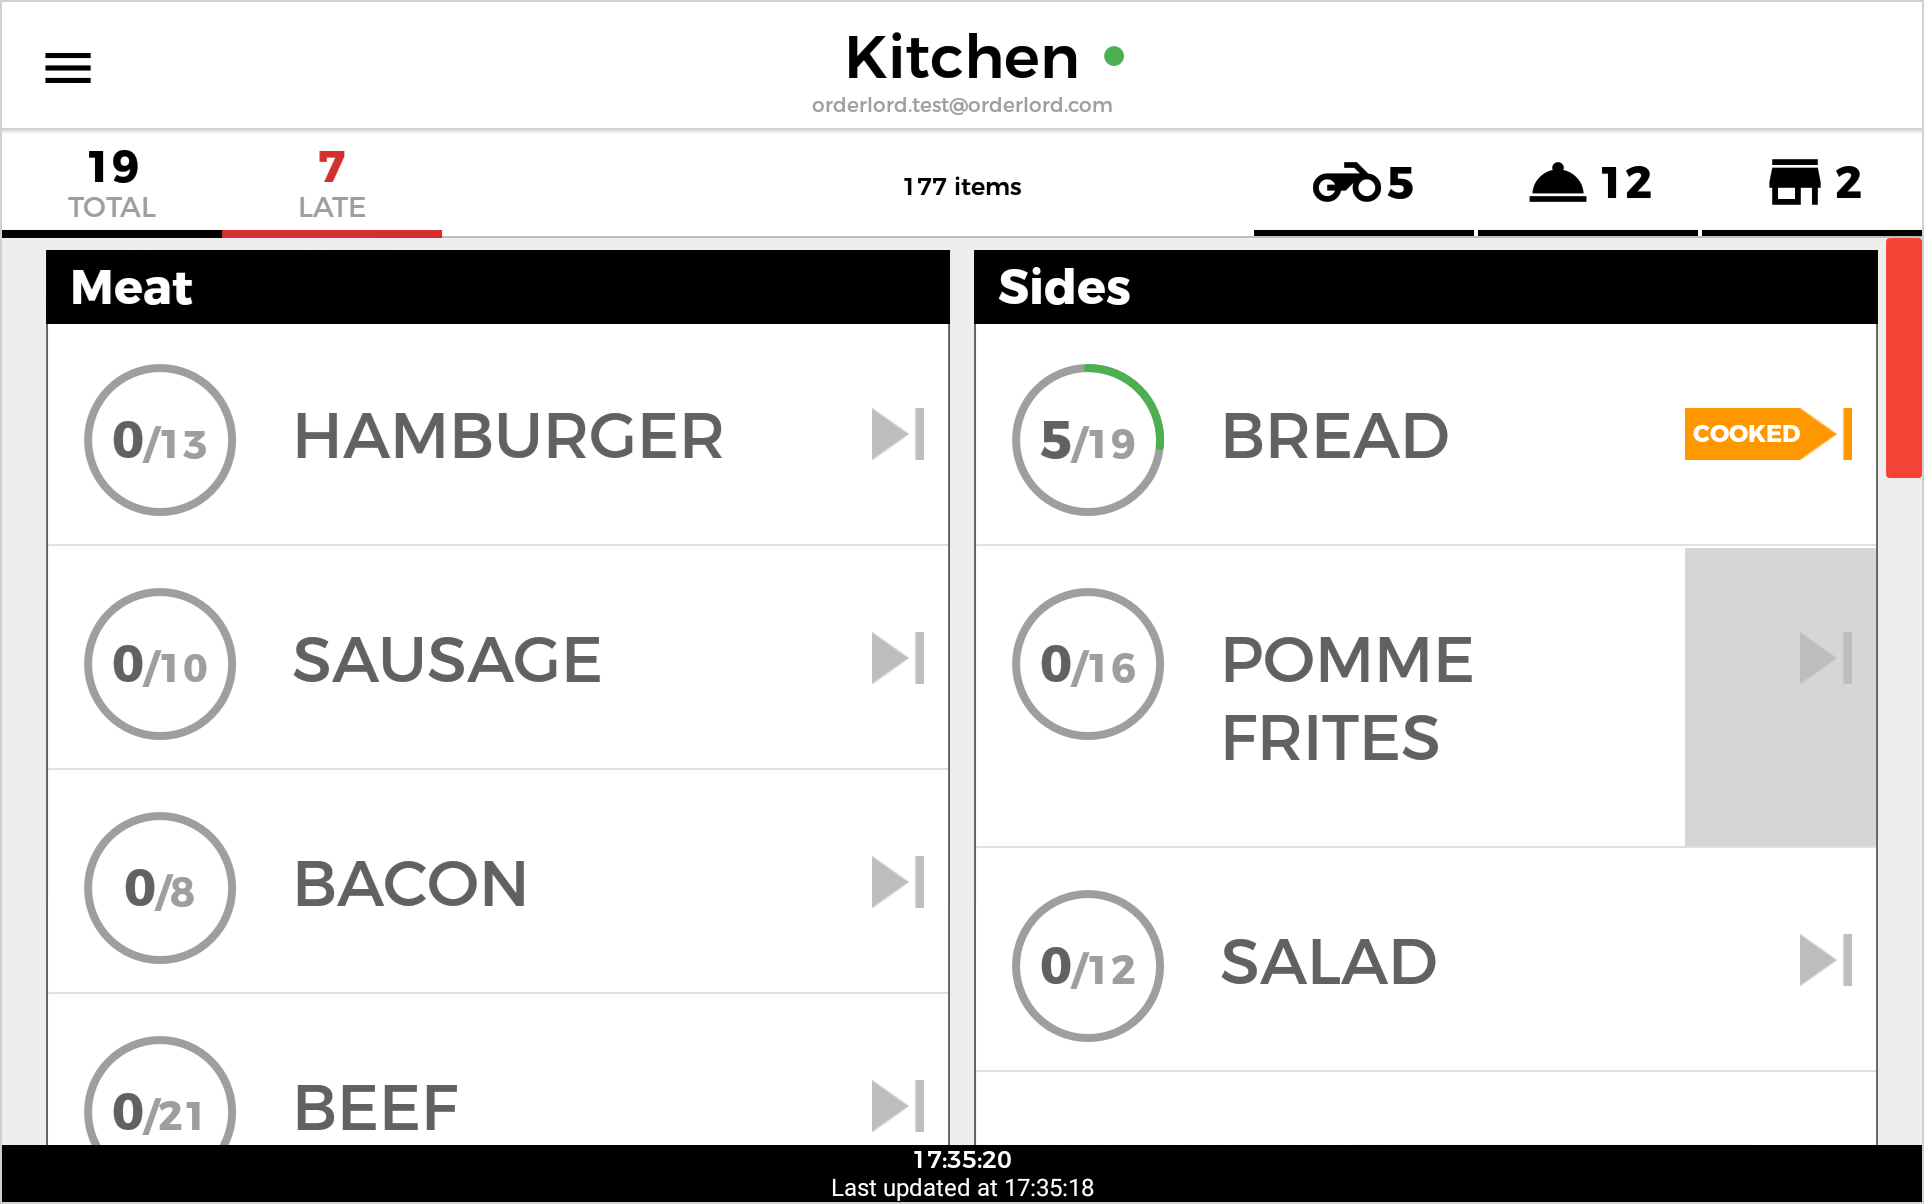 Kitchen
orderlord.test@orderlord.com
19
TOTAL
7
LATE
177 items
5
12
2
Meat
0/13 HAMBURGER
0/10 SAUSAGE
0/8 BACON
0/21 BEEF
Sides
5/19 BREAD COOKED
0/16 POMME
FRITES
0/12 SALAD
17:35:20
Last updated at 17:35:18